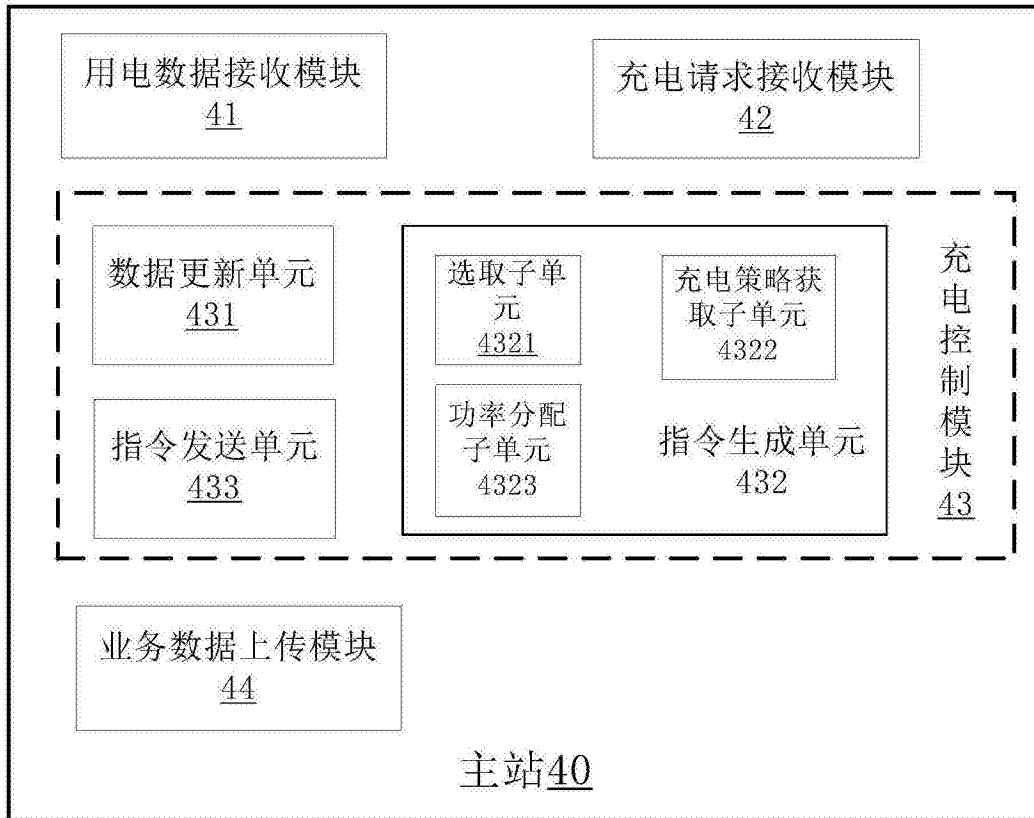 用电数据接收模块
41
充电请求接收模块
42
数据更新单元
431
选取子单
元
4321
充电策略获
取子单元
4322
指令发送单元
433
功率分配
子单元
4323
指令生成单元
432
充电控制模块43
业务数据上传模块
44
主站40